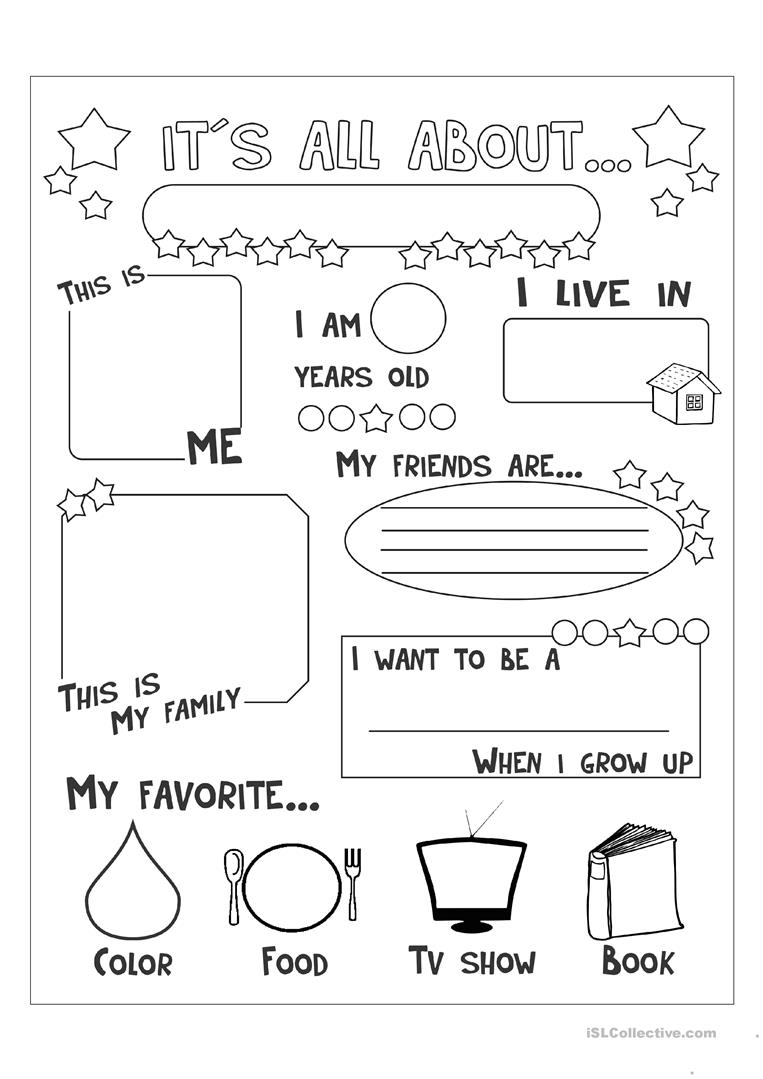 IT´S ALL ABOUT...
THIS IS
ME
I AM
YEARS OLD
I LIVE IN
MY FRIENDS ARE...
THIS IS
MY FAMILY
I WANT TO BE A
WHEN I GROW UP
MY FAVORITE...
COLOR
FOOD
TV SHOW
BOOK
iSLCollective.com